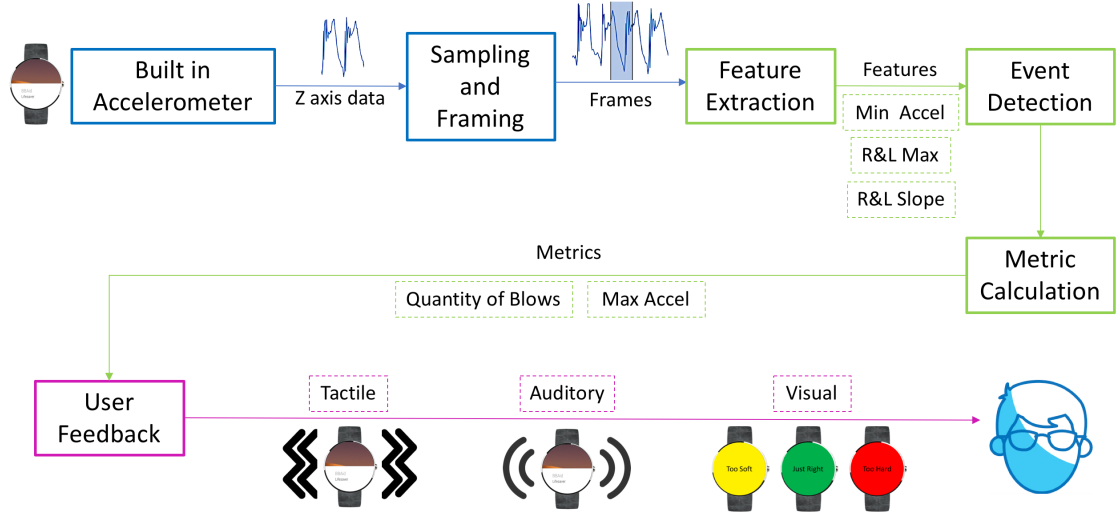 Built in
Accelerometer
Z axis data
Sampling
and
Framing
Frames
Feature
Extraction
Features
Min Accel
R&L Max
R&L Slope
Event
Detection
Metric
Calculation
Metrics
Quantity of Blows
Max Accel
User
Feedback
Tactile
Auditory
Visual
Too Soft
Just Right
Too Hard